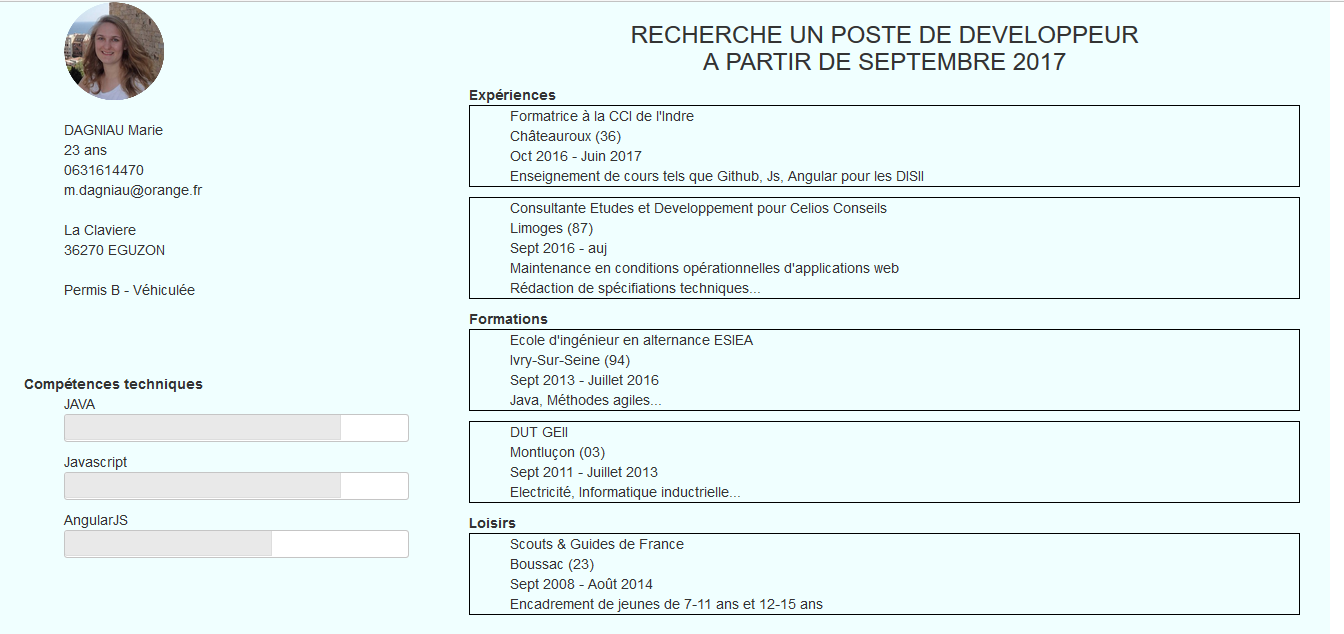 DAGNIAU Marie
23 ans
0631614470
m.dagniau@orange.fr
La Claviere
36270 EGUZON
Permis B - Véhiculée
Compétences techniques
JAVA
Javascript
AngularJS
RECHERCHE UN POSTE DE DEVELOPPEUR
A PARTIR DE SEPTEMBRE 2017
Expériences
Formatrice à la CCI de l'Indre
Châteauroux (36)
Oct 2016 - Juin 2017
Enseignement de cours tels que Github, Js, Angular pour les DISII
Consultante Etudes et Developpement pour Celios Conseils
Limoges (87)
Sept 2016 - auj
Maintenance en conditions opérationnelles d'applications web
Rédaction de spécifiations techniques...
Formations
Ecole d'ingénieur en alternance ESIEA
Ivry-Sur-Seine (94)
Sept 2013 - Juillet 2016
Java, Méthodes agiles...
DUT GEII
Montluçon (03)
Sept 2011 - Juillet 2013
Electricité, Informatique inductrielle...
Loisirs
Scouts & Guides de France
Boussac (23)
Sept 2008 - Août 2014
Encadrement de jeunes de 7-11 ans et 12-15 ans